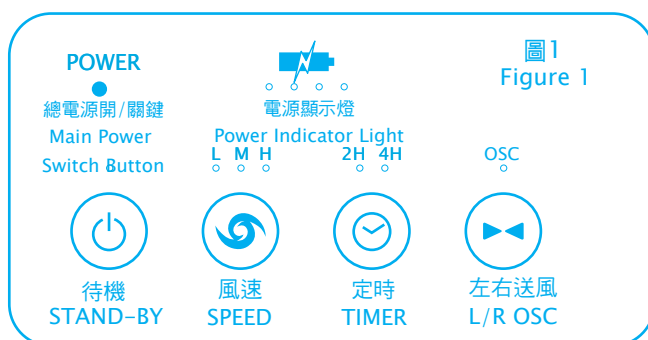 POWER
總電源開/關鍵
Main Power
Switch Button
電源顯示燈
Power Indicator Light
圖1
Figure 1
L M H
2H 4H
OSC
待機
STAND-BY
風速
SPEED
定時
TIMER
左右送風
L/R OSC